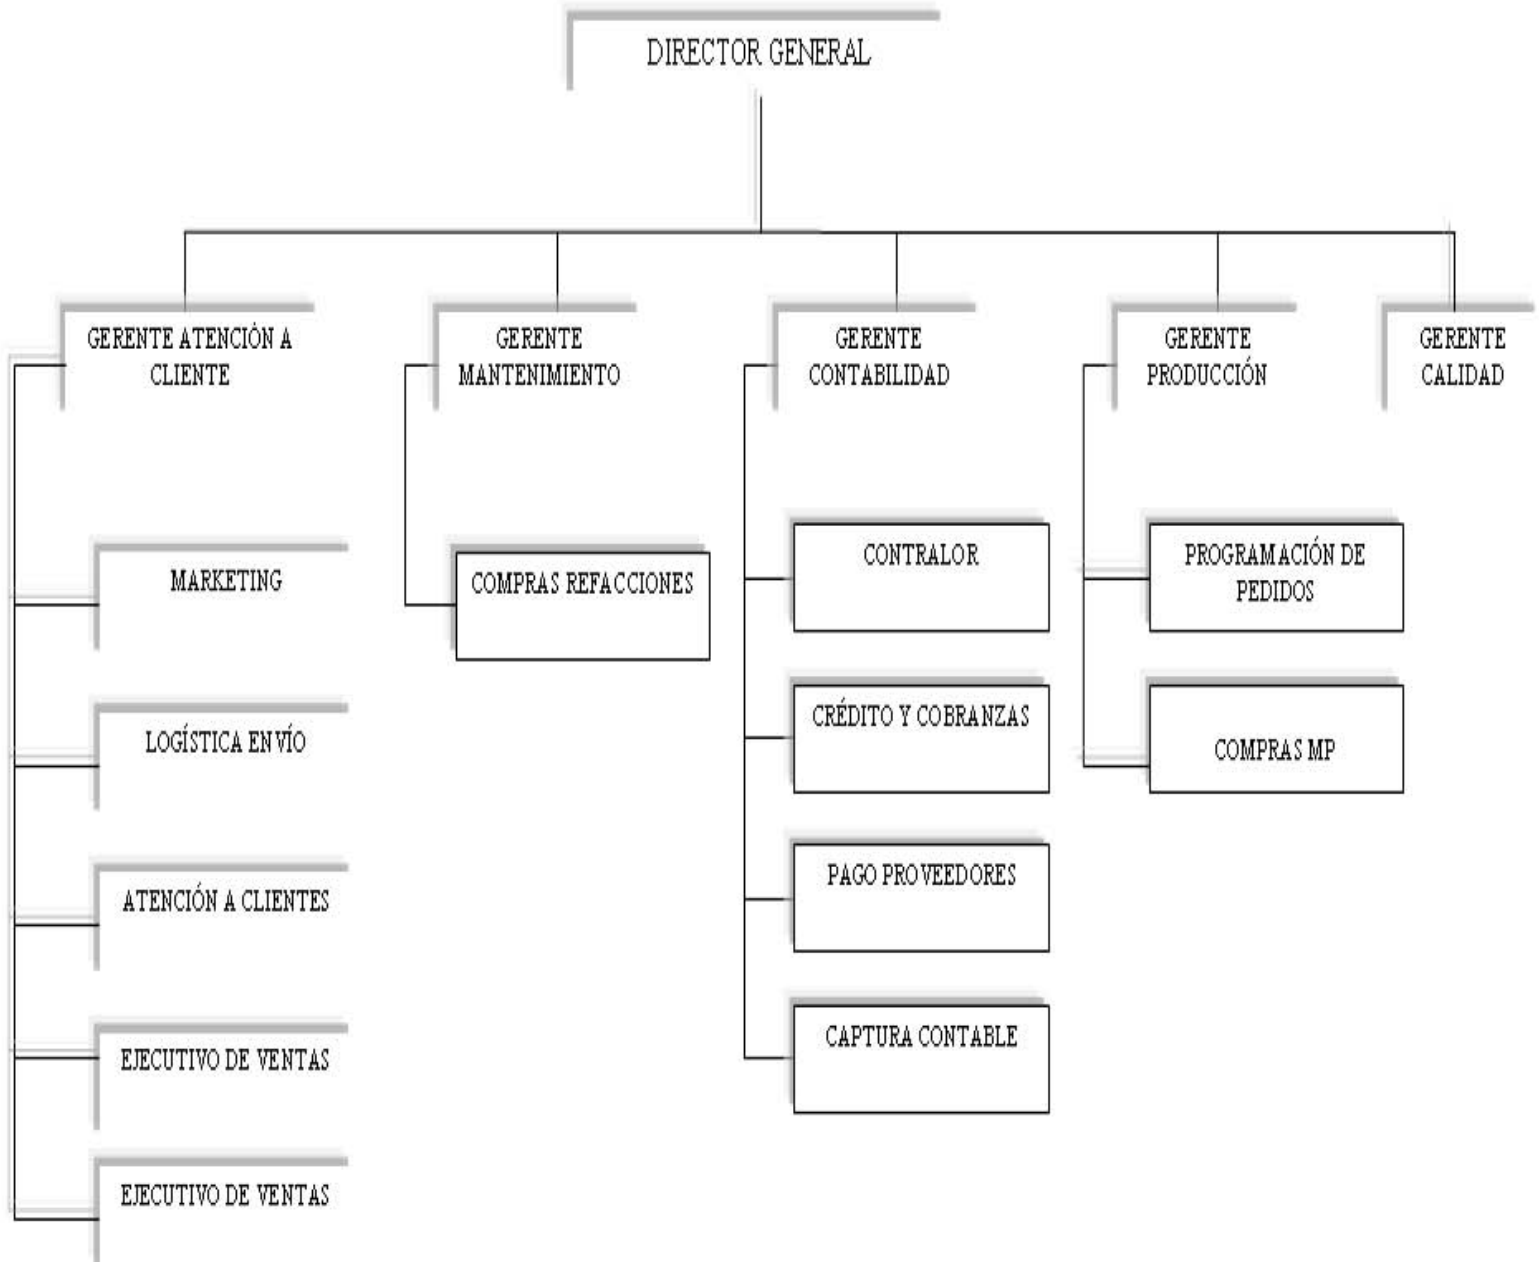 DIRECTOR GENERAL
GERENTE ATENCIÓN A
CLIENTE
GERENTE
MANTENIMIENTO
GERENTE
CONTABILIDAD
GERENTE
PRODUCCIÓN
GERENTE
CALIDAD
MARKETING
LOGÍSTICA ENVÍO
ATENCIÓN A CLIENTES
EJECUTIVO DE VENTAS
EJECUTIVO DE VENTAS
COMPRAS REFACCIONES
CONTRALOR
CRÉDITO Y COBRANZAS
PAGO PROVEEDORES
CAPTURA CONTABLE
PROGRAMACIÓN DE
PEDIDOS
COMPRAS MP